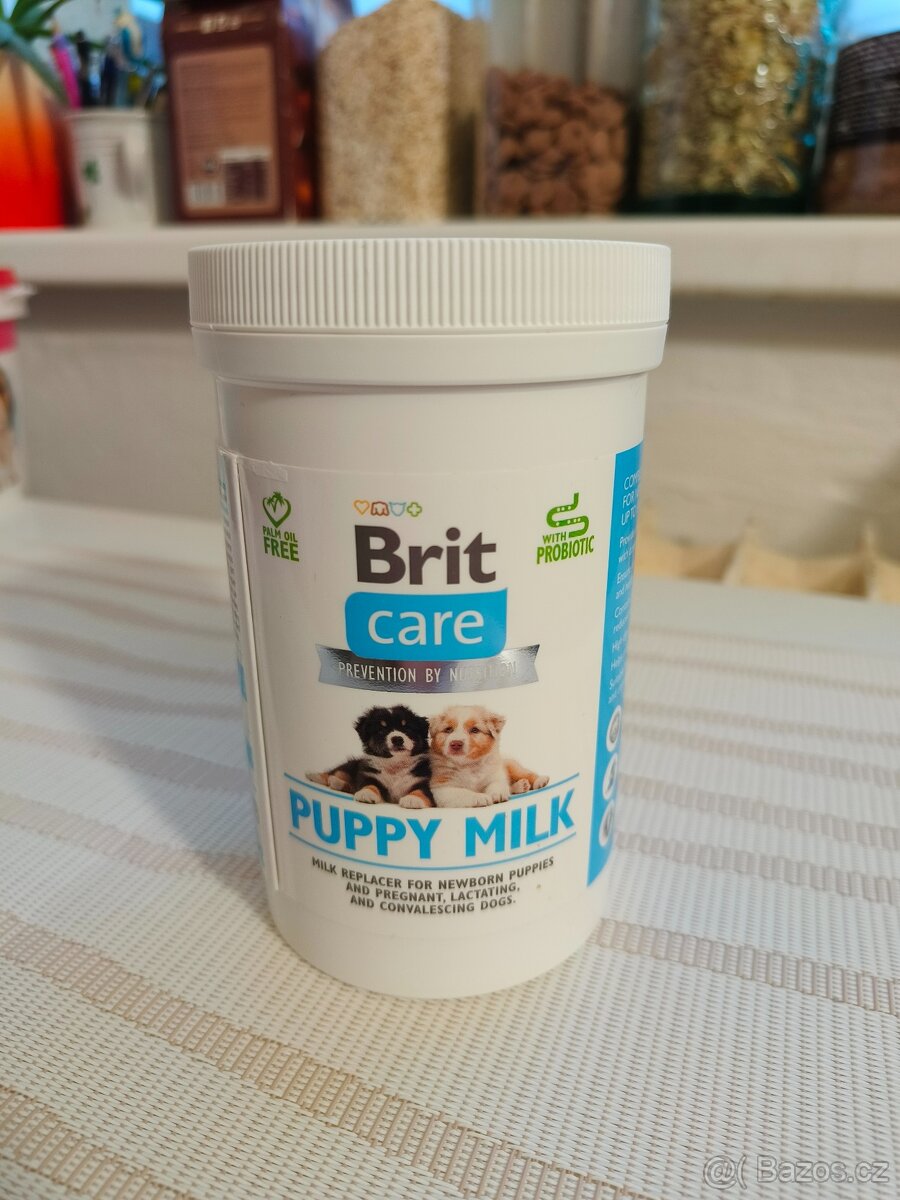 PALM OIL
FREE
Brit
care
PREVENTION BY NUTRITION
WITH
PROBIOTIC
PUPPY MILK
MILK REPLACER FOR NEWBORN PUPPIES
AND PREGNANT, LACTATING,
AND CONVALESCING DOGS.
@( Bazos.cz